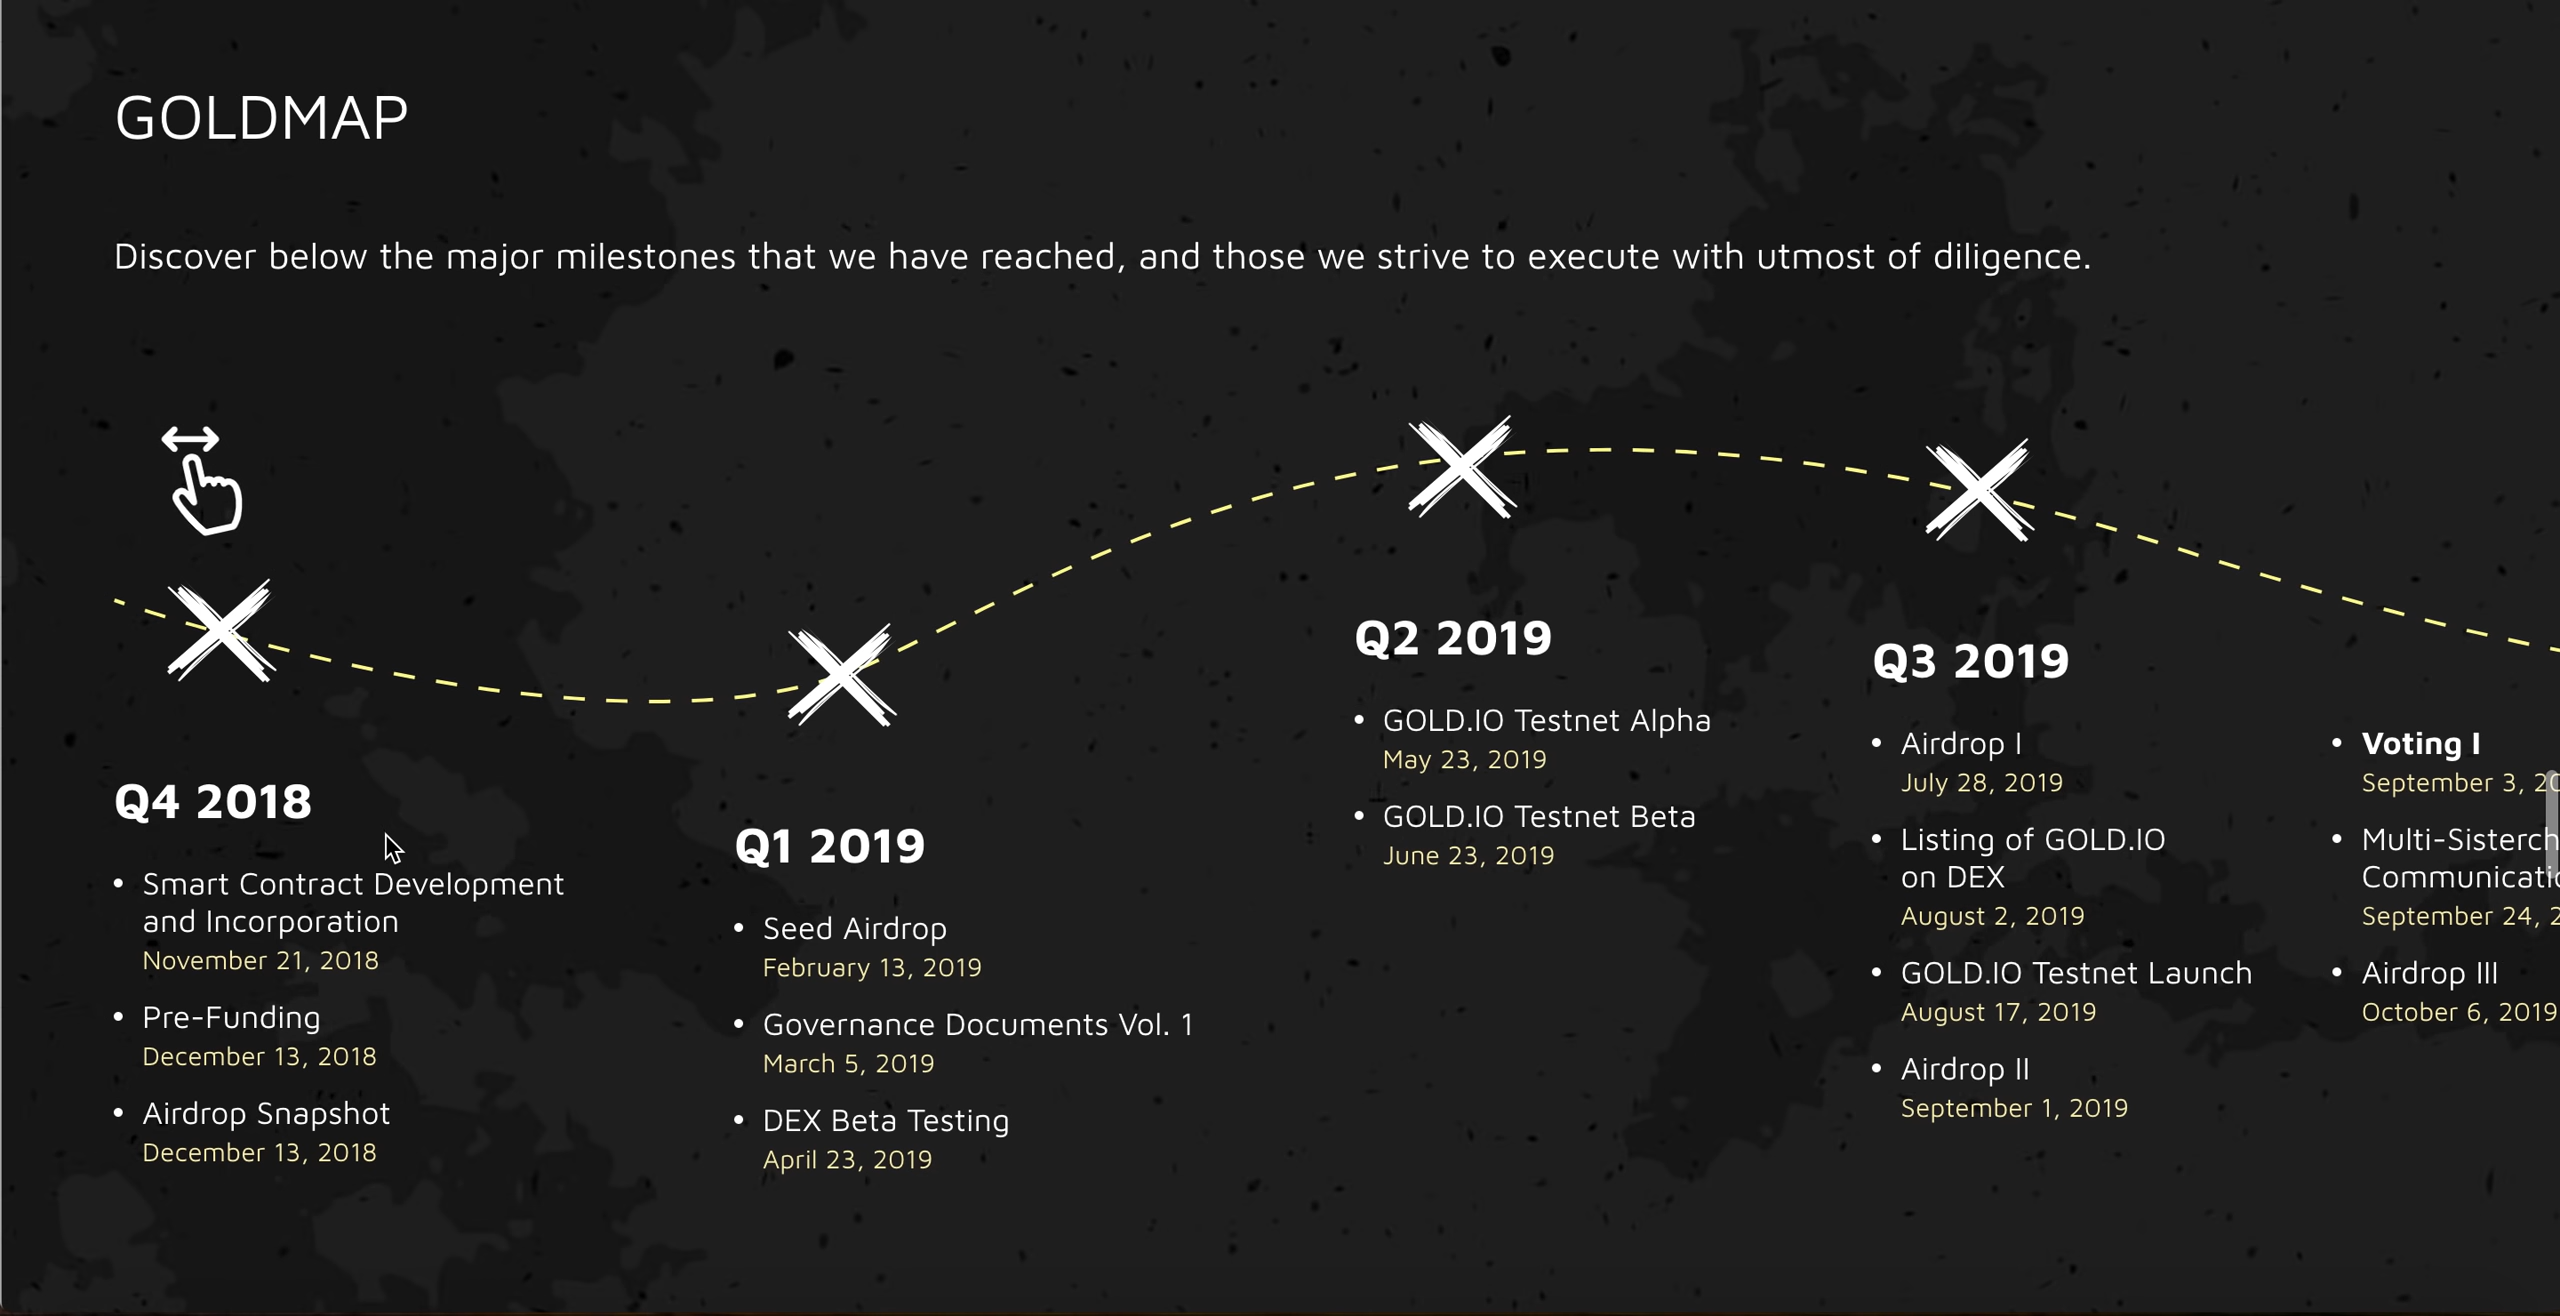 GOLDMAP
Discover below the major milestones that we have reached, and those we strive to execute with utmost of diligence.
Q4 2018
• Smart Contract Development
and Incorporation
November 21, 2018
• Pre-Funding
December 13, 2018
• Airdrop Snapshot
December 13, 2018
Q1 2019
• Seed Airdrop
February 13, 2019
• Governance Documents Vol. 1
March 5, 2019
• DEX Beta Testing
April 23, 2019
Q2 2019
• GOLD.IO Testnet Alpha
May 23, 2019
• GOLD.IO Testnet Beta
June 23, 2019
Q3 2019
• Airdrop I
July 28, 2019
• Listing of GOLD.IO
on DEX
August 2, 2019
• GOLD.IO Testnet Launch
August 17, 2019
• Airdrop II
September 1, 2019
• Voting I
September 3,
•
September 24,
• Airdrop III
October 6, 2019